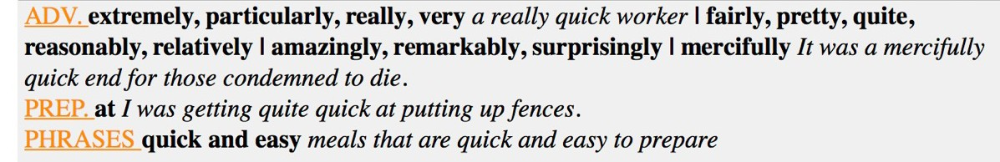 ADV. extremely, particularly, really, very a really quick worker | fairly, pretty, quite,
reasonably, relatively | amazingly, remarkably, surprisingly | mercifully It was a mercifully
quick end for those condemned to die.
PREP. at I was getting quite quick at putting up fences.
PHRASES quick and easy meals that are quick and easy to prepare